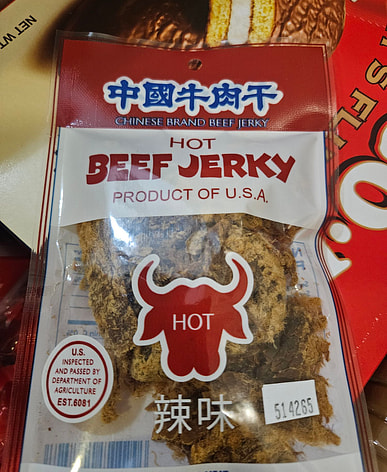 NET WT
中國牛肉干
CHINESE BRAND BEEF JERKY
HOT
BEEF JERKY
PRODUCT OF U.S.A.
HOT
U.S.
INSPECTED
AND PASSED BY
DEPARTMENT OF
AGRICULTURE
EST.6081
辣味
514265